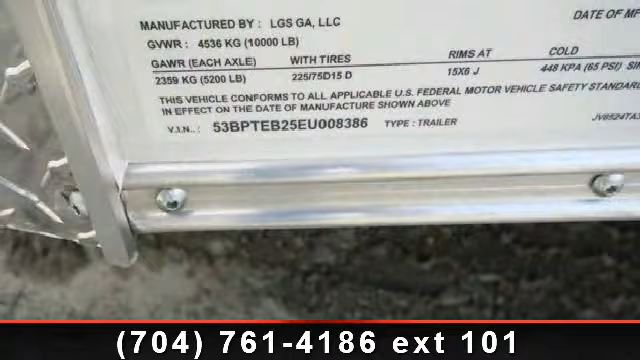 MANUFACTURED BY : LGS GA, LLC
DATE OF MF
GVWR : 4536 KG (10000 LB)
GAWR (EACH AXLE) WITH TIRES RIMS AT COLD
2359 KG (5200 LB) 225/75D15 D 15X6 J 448 KPA (65 PSI) SIN
THIS VEHICLE CONFORMS TO ALL APPLICABLE U.S. FEDERAL MOTOR VEHICLE SAFETY STANDARD
IN EFFECT ON THE DATE OF MANUFACTURE SHOWN ABOVE
V.I.N.: 53BPTEB25EU008386 TYPE : TRAILER
(704) 761-4186 ext 101